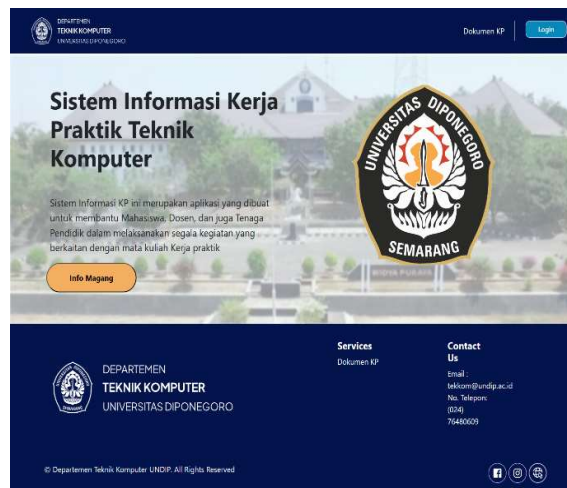 DEPARTEMEN
TEKNIK KOMPUTER
UNIVERSITAS DIPONEGORO
Dokumen KP
Login
Sistem Informasi Kerja
Praktik Teknik
Komputer
Sistem Informasi KP ini merupakan aplikasi yang dibuat
untuk membantu Mahasiswa, Dosen, dan juga Tenaga
Pendidik dalam melaksanakan segala kegiatan yang
berkaitan dengan mata kuliah Kerja praktik
Info Magang
UNIVERSITAS DIPONEGORO
SEMARANG
WIDYA PURAYA
DEPARTEMEN
TEKNIK KOMPUTER
UNIVERSITAS DIPONEGORO
Services
Dokumen KP
Contact
Us
Email :
tekkom@undip.ac.id
No. Telepon:
(024)
76480609
© Departemen Teknik Komputer UNDIP. All Rights Reserved